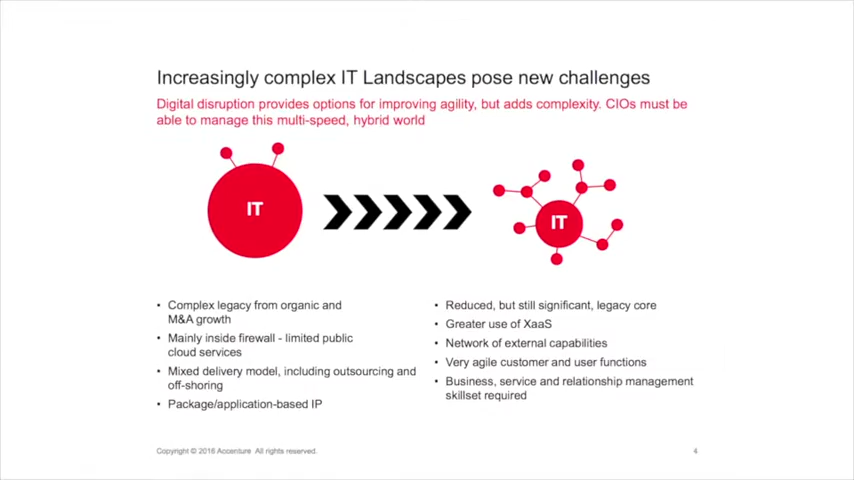 Increasingly complex IT Landscapes pose new challenges
Digital disruption provides options for improving agility, but adds complexity. CIOs must be
able to manage this multi-speed, hybrid world
IT
IT
• Complex legacy from organic and
M&A growth
• Mainly inside firewall - limited public
cloud services
• Mixed delivery model, including outsourcing and
off-shoring
• Package/application-based IP
• Reduced, but still significant, legacy core
• Greater use of XaaS
• Network of external capabilities
• Very agile customer and user functions
• Business, service and relationship management
skillset required
Copyright © 2016 Accenture All rights reserved.
4